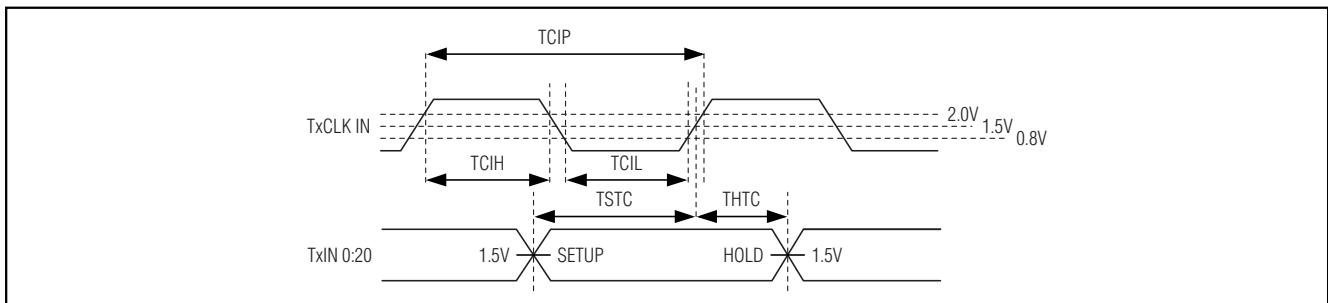 TCIP
TxCLK IN
2.0V
1.5V
0.8V
TCIH
TCIL
TSTC
THTC
TxIN 0:20
1.5V
SETUP
HOLD
1.5V